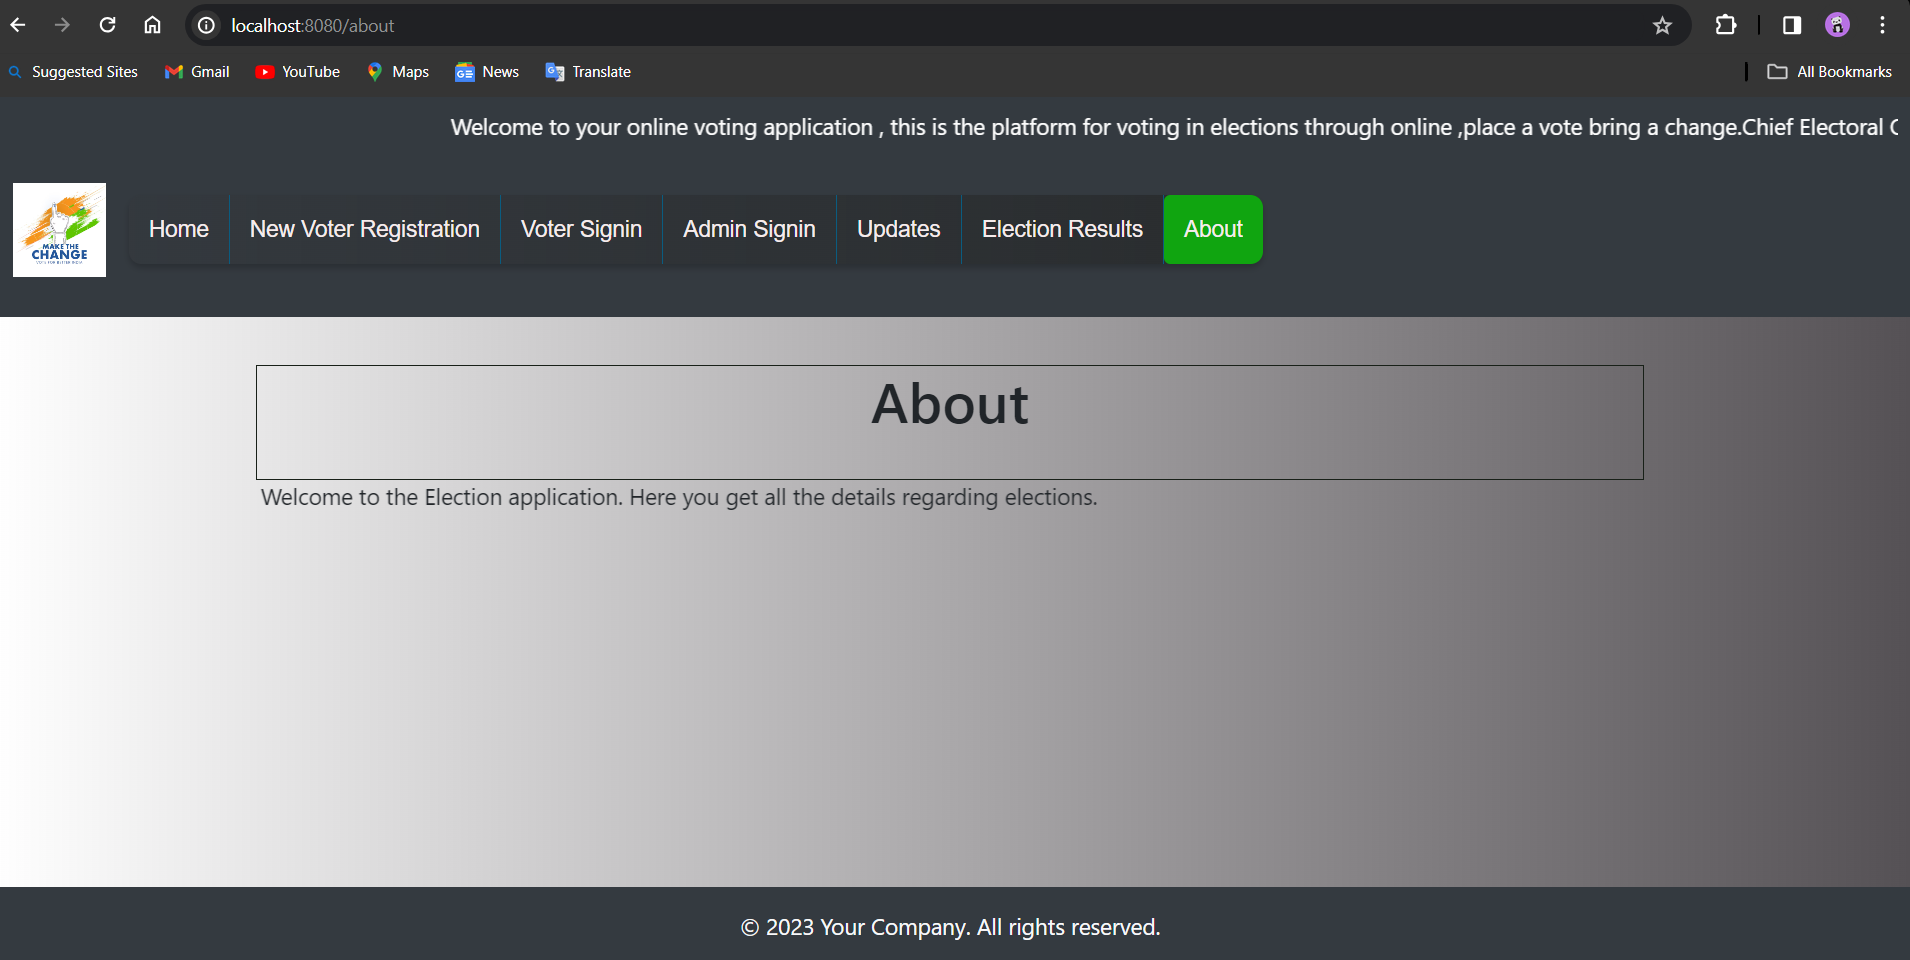 localhost:8080/about
Suggested Sites Gmail YouTube Maps News Translate All Bookmarks
Welcome to your online voting application , this is the platform for voting in elections through online ,place a vote bring a change.Chief Electoral
MAKE THE
CHANGE
Home New Voter Registration Voter Signin Admin Signin Updates Election Results About
About
Welcome to the Election application. Here you get all the details regarding elections.
© 2023 Your Company. All rights reserved.